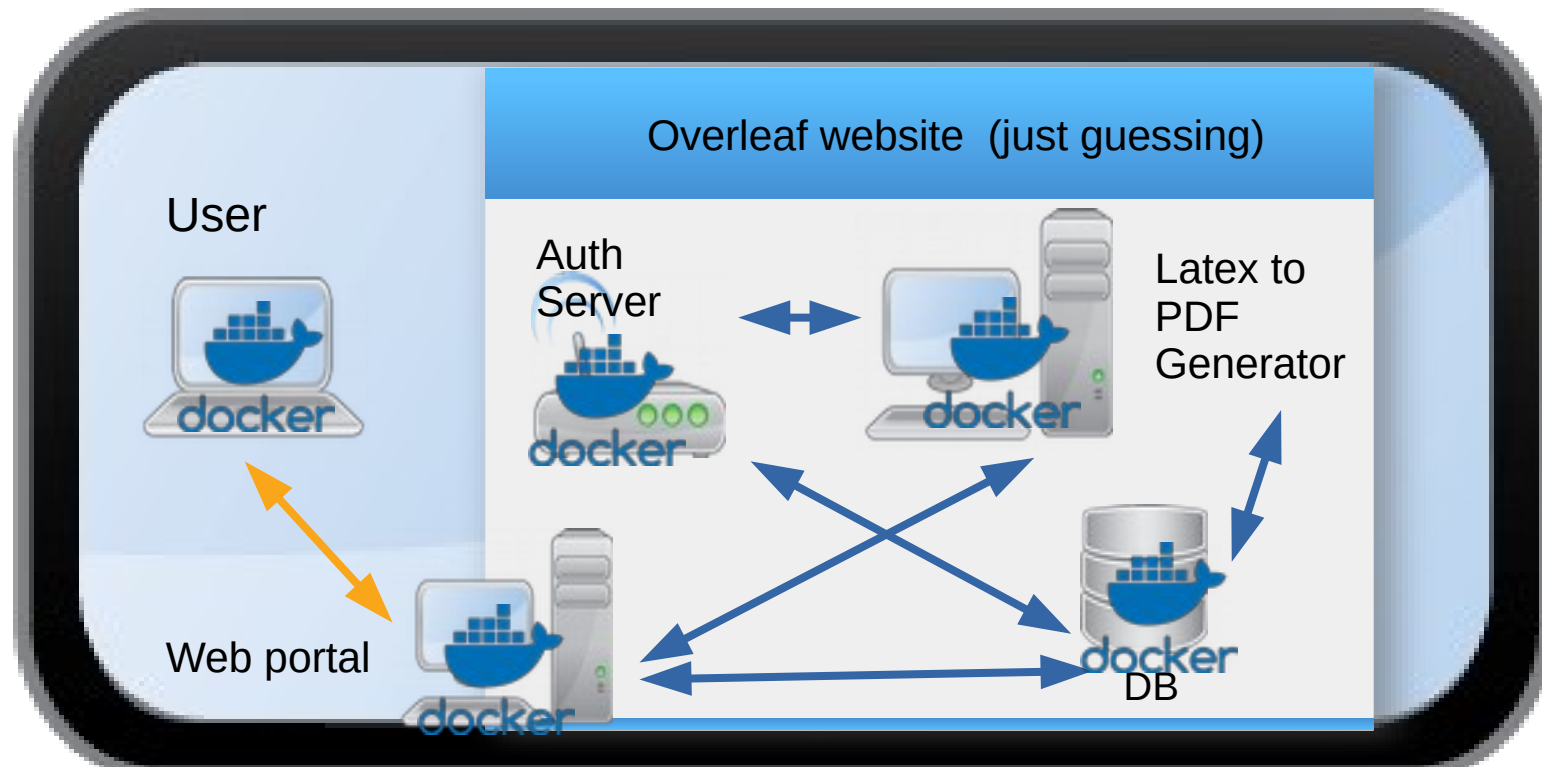 Overleaf website (just guessing)
User
Auth
Server
Latex to
PDF
Generator
docker
docker
docker
Web portal
docker
docker
DB